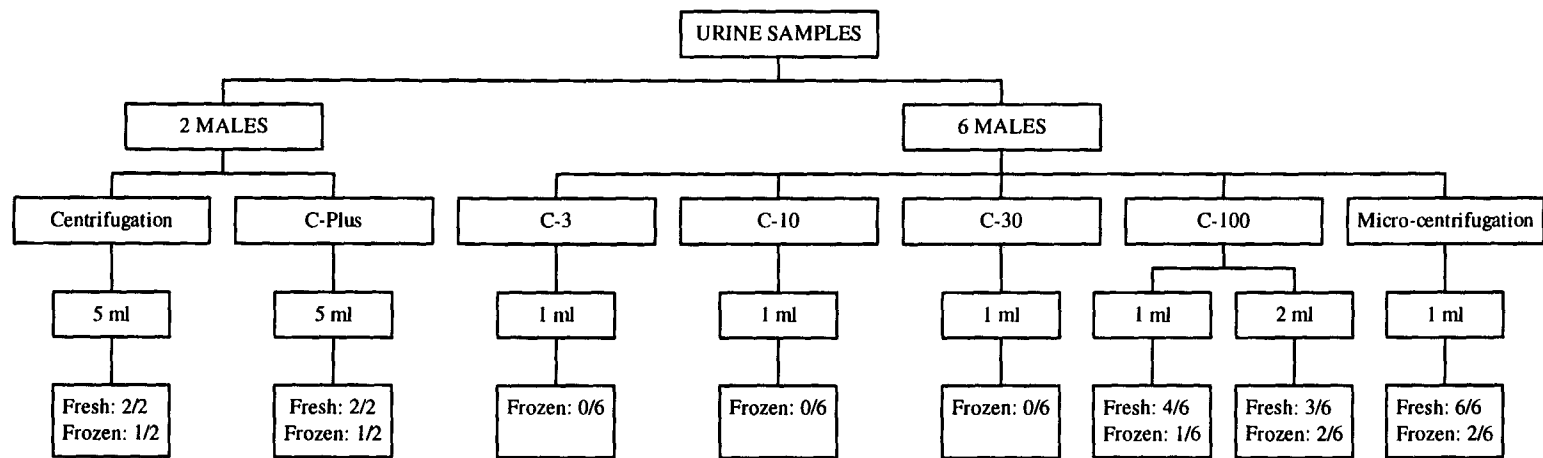 URINE SAMPLES
2 MALES
6 MALES
Centrifugation
C-Plus
C-3
C-10
C-30
C-100
Micro-centrifugation
5 ml
5 ml
1 ml
1 ml
1 ml
1 ml
2 ml
1 ml
Fresh: 2/2
Frozen: 1/2
Fresh: 2/2
Frozen: 1/2
Frozen: 0/6
Frozen: 0/6
Frozen: 0/6
Fresh: 4/6
Frozen: 1/6
Fresh: 3/6
Frozen: 2/6
Fresh: 6/6
Frozen: 2/6